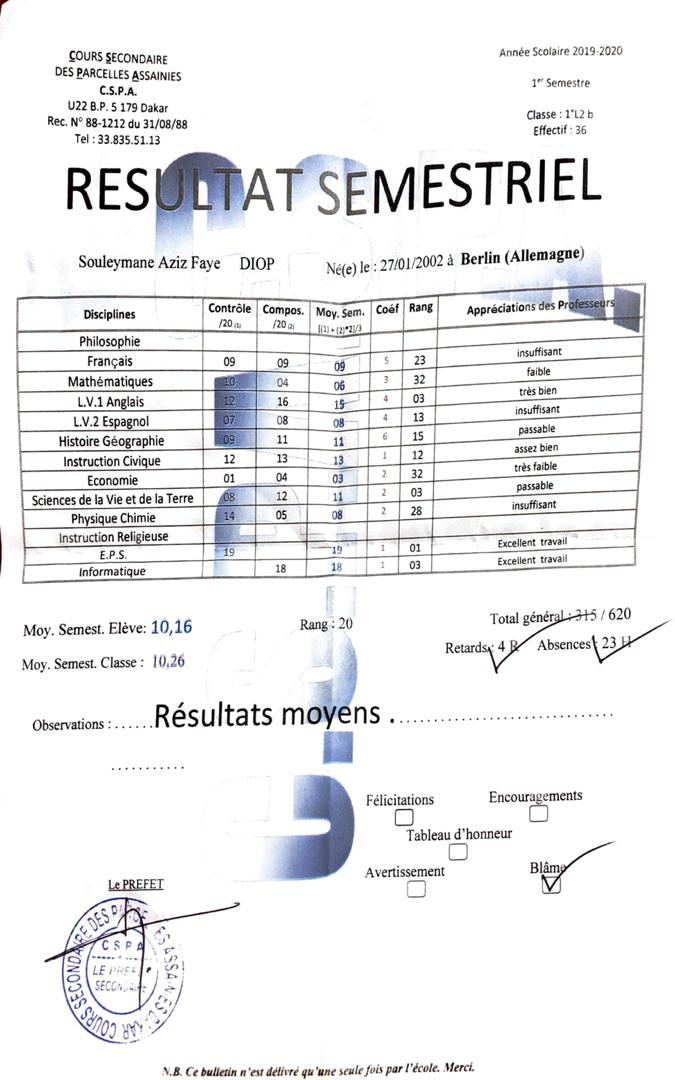 COURS SECONDAIRE
DES PARCELLES ASSAINIES
C.S.P.A.
U22 B.P. 5 179 Dakar
Rec. N° 88-1212 du 31/08/88
Tel : 33.835.51.13
Année Scolaire 2019-2020
1er Semestre
Classe : 1°L2 b
Effectif : 36
RESULTAT SEMESTRIEL
Souleymane Aziz Faye DIOP Né(e) le : 27/01/2002 à Berlin (Allemagne)
Disciplines Contrôle /20 (1) Compos. /20 (2) Moy. Sem. [(1) + (2)*2]/3 Coéf Rang Appréciations des Professeurs
Philosophie
Français 09 09 09 5 23 insuffisant
Mathématiques 10 04 06 3 32 faible
L.V.1 Anglais 12 16 15 4 03 très bien
L.V.2 Espagnol 07 08 08 4 13 insuffisant
Histoire Géographie 09 11 11 6 15 passable
Instruction Civique 12 13 13 1 12 assez bien
Economie 01 04 03 2 32 très faible
Sciences de la Vie et de la Terre 08 12 11 2 03 passable
Physique Chimie 14 05 08 2 28 insuffisant
Instruction Religieuse
E.P.S. 19 19 1 01 Excellent travail
Informatique 18 18 1 03 Excellent travail
Moy. Semest. Elève: 10,16 Rang : 20 Total général : 315 / 620
Retards : 4 R Absences : 23 H
Moy. Semest. Classe : 10,26
Observations : ......Résultats moyens ..................................
...........
Félicitations Encouragements
Tableau d'honneur
Avertissement Blâme
Le PREFET
COURS SECONDAIRE DES PARCELLES ASSAINIES DAKAR
CSPA
LE PREFET
SECONDAIRE
N.B. Ce bulletin n'est délivré qu'une seule fois par l'école. Merci.